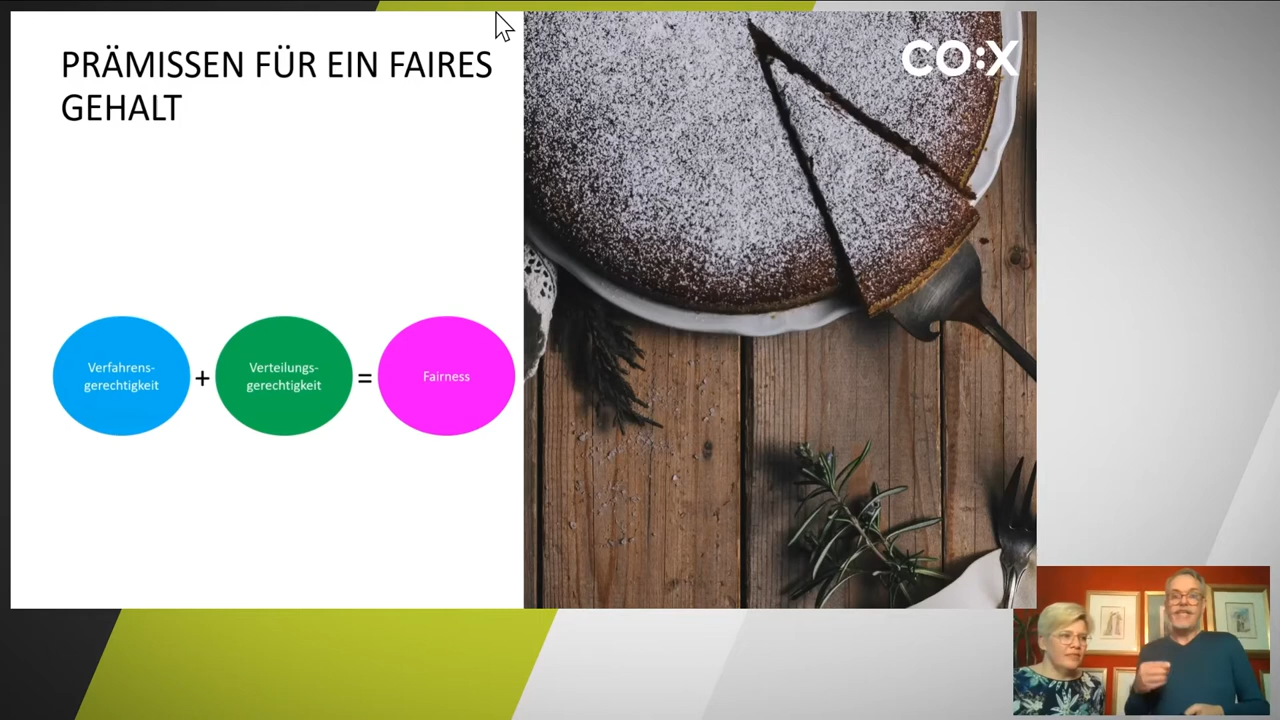 PRÄMISSEN FÜR EIN FAIRES
GEHALT
CO:X
Verfahrens-
gerechtigkeit
+
Verteilungs-
gerechtigkeit
=
Fairness